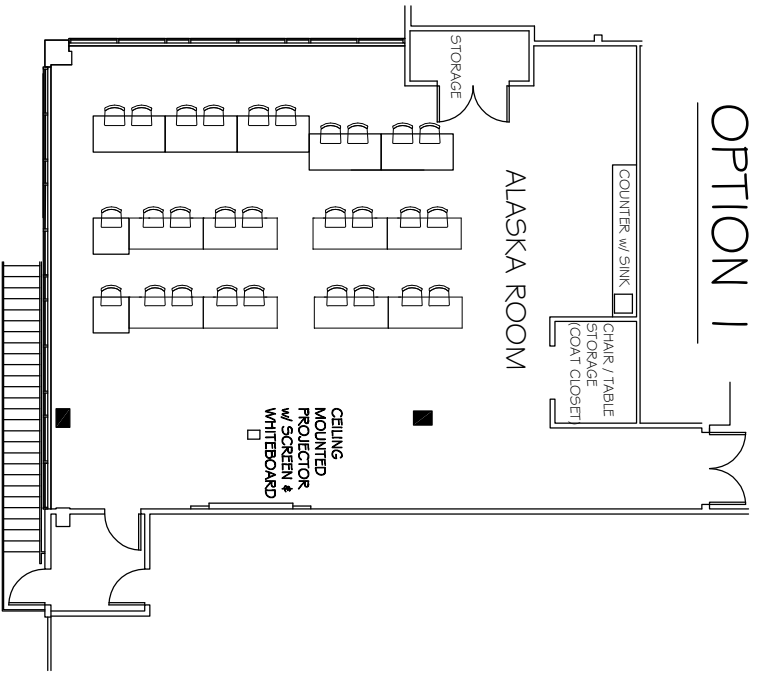 OPTION 1
STORAGE
ALASKA ROOM
COUNTER w/ SINK
CHAIR / TABLE
STORAGE
(COAT CLOSET)
CEILING
MOUNTED
PROJECTOR
w/ SCREEN &
WHITEBOARD